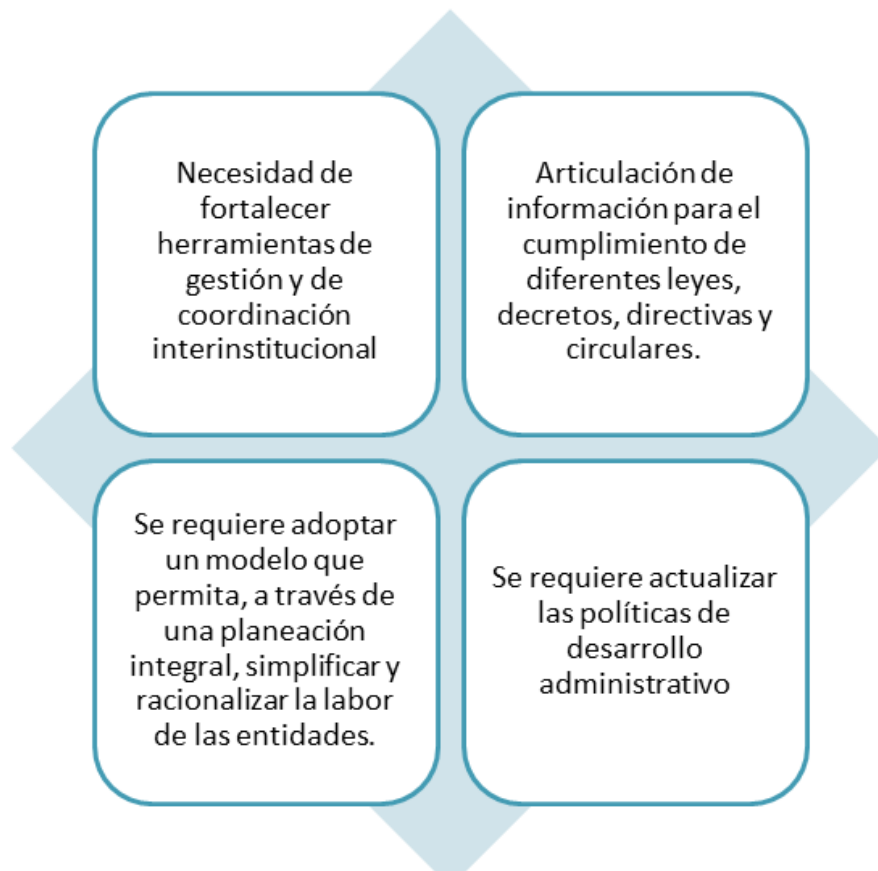 Necesidad de
fortalecer
herramientas de
gestión y de
coordinación
interinstitucional
Articulación de
información para el
cumplimiento de
diferentes leyes,
decretos, directivas y
circulares.
Se requiere adoptar
un modelo que
permita, a través de
una planeación
integral, simplificar y
racionalizar la labor
de las entidades.
Se requiere actualizar
las políticas de
desarrollo
administrativo